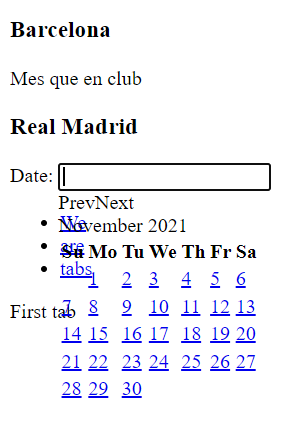 Barcelona
Mes que en club
Real Madrid
Date:
PrevNext
We
November 2021
are
Su Mo Tu We Th Fr Sa
tabs
1 2 3 4 5 6
First tab
7 8 9 10 11 12 13
14 15 16 17 18 19 20
21 22 23 24 25 26 27
28 29 30